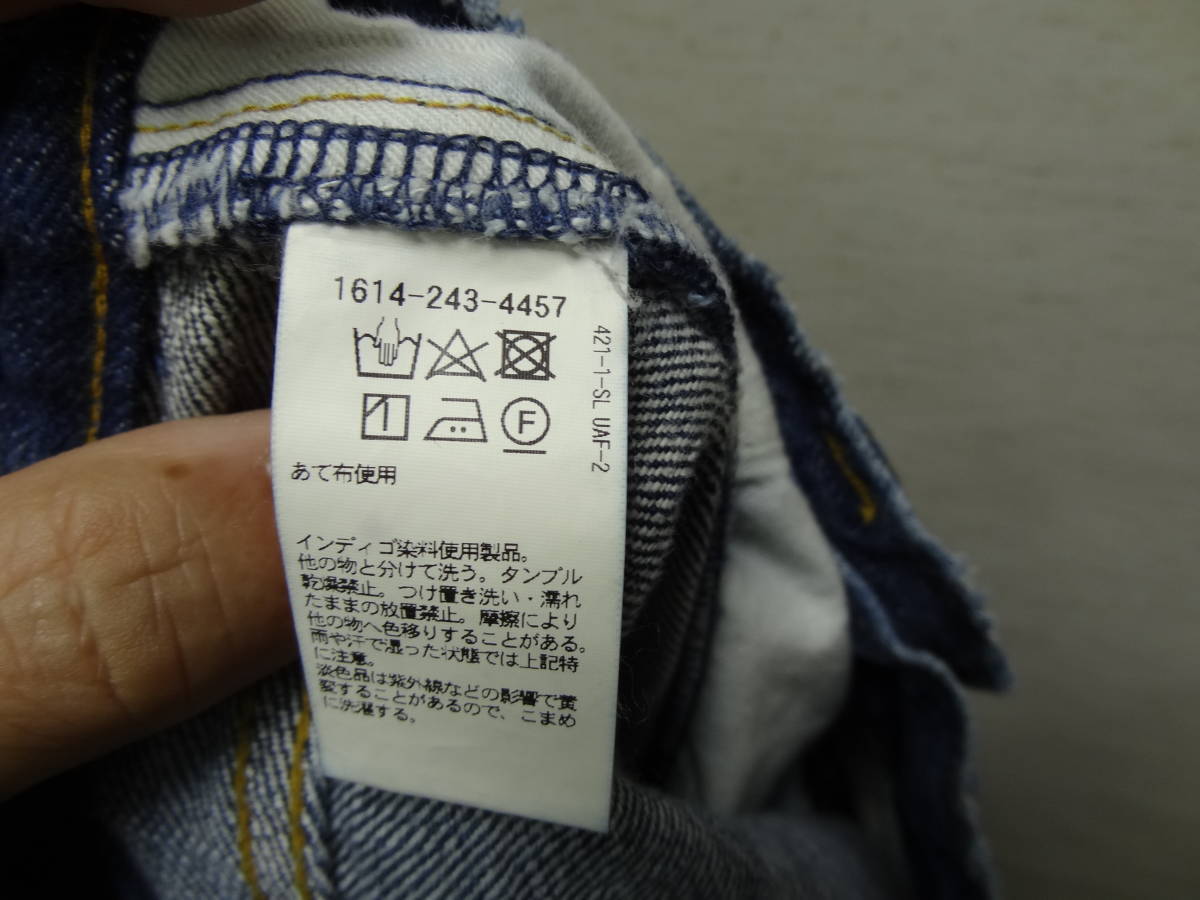 1614-243-4457
421-1-SL UAF-2
F
あて布使用
インディゴ染料使用製品。
他の物と分けて洗う。タンブル
乾燥禁止。つけ置き洗い・濡れ
たままの放置禁止。摩擦により
他の物へ色移りすることがある。
雨や汗で湿った状態では上記特
に注意。
淡色品は紫外線などの影響で黄
変することがあるので、こまめ
に洗濯する。